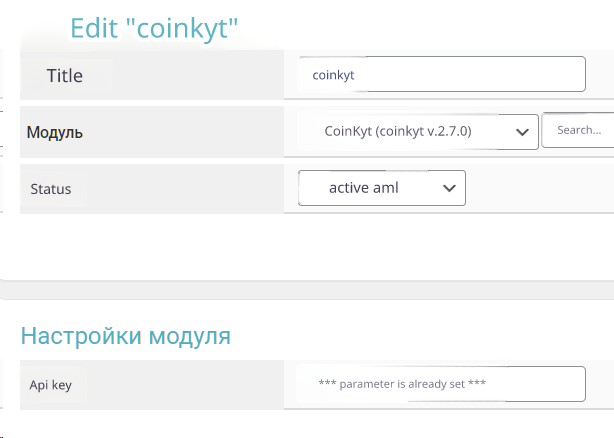 Edit "coinkyt"
Title coinkyt
Модуль CoinKyt (coinkyt v.2.7.0) Search...
Status active aml
Настройки модуля
Api key *** parameter is already set ***